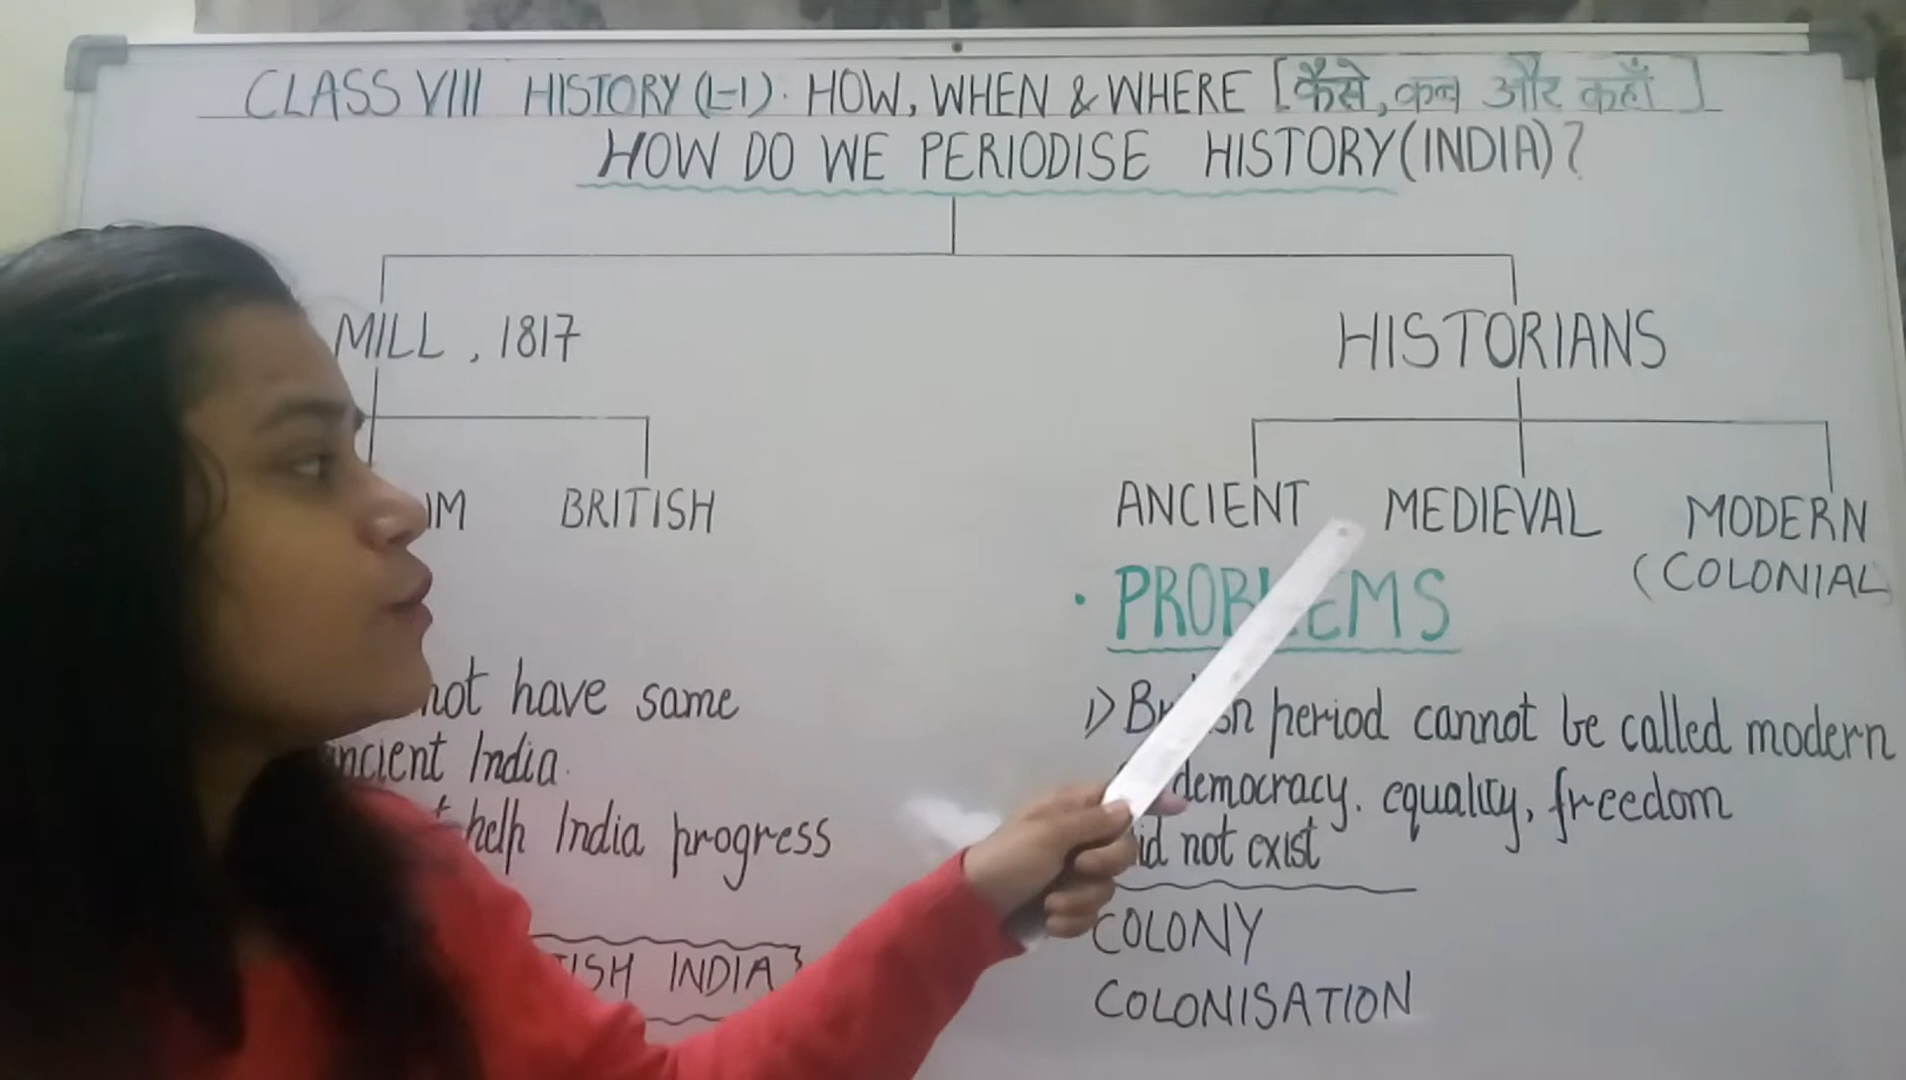 CLASS VIII HISTORY (L-1): HOW, WHEN & WHERE [कैसे, कब और कहाँ]
HOW DO WE PERIODISE HISTORY (INDIA)?
MILL, 1817
HISTORIANS
BRITISH
ANCIENT MEDIEVAL MODERN
(COLONIAL
• PROBLEMS
not have same
ancient India.
help India progress
INDIA
1) British period cannot be called modern
democracy. equality, freedom
did not exist
COLONY
COLONISATION